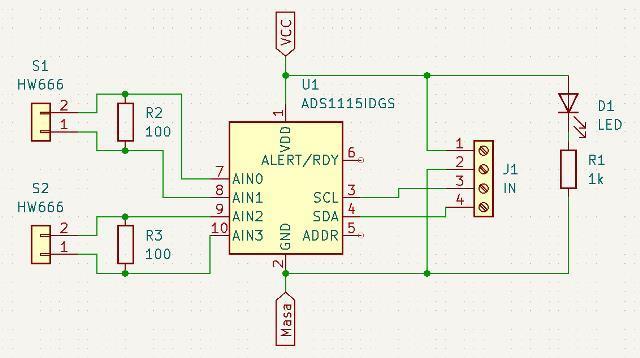 VCC
S1
HW666
2
1
R2
100
U1
ADS1115IDGS
1
VDD
ALERT/RDY
6
7
AIN0
8
AIN1
9
AIN2
10
AIN3
SCL
3
SDA
4
ADDR
5
GND
2
S2
HW666
2
1
R3
100
1
2
3
4
J1
IN
D1
LED
R1
1k
Masa